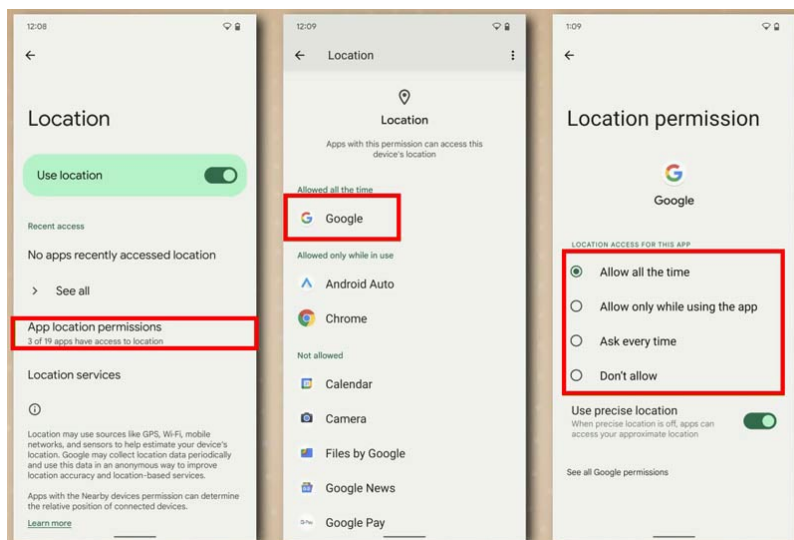 12:08
Location
Use location
Recent access
No apps recently accessed location
See all
App location permissions
3 of 19 apps have access to location
Location services
Location may use sources like GPS, Wi-Fi, mobile
networks, and sensors to help estimate your device's
location. Google may collect location data periodically
and use this data in an anonymous way to improve
location accuracy and location-based services.
Apps with the Nearby devices permission can determine
the relative position of connected devices.
Learn more
12:09
Location
Location
Apps with this permission can access this
device's location
Allowed all the time
Google
Allowed only while in use
Android Auto
Chrome
Not allowed
Calendar
Camera
Files by Google
Google News
G Pay
Google Pay
1:09
Location permission
Google
LOCATION ACCESS FOR THIS APP
Allow all the time
Allow only while using the app
Ask every time
Don't allow
Use precise location
When precise location is off, apps can
access your approximate location
See all Google permissions